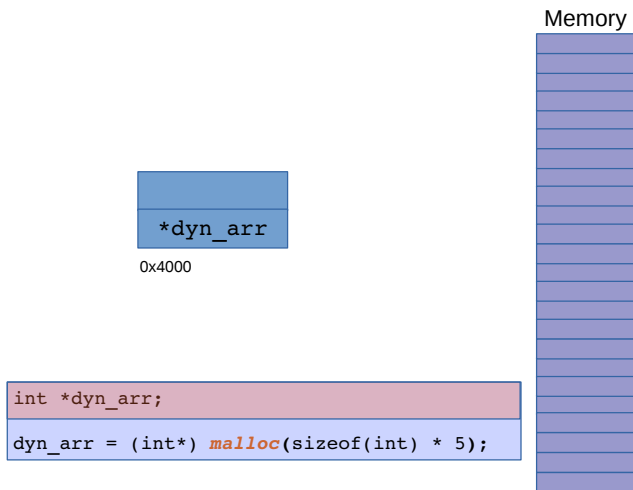 Memory
*dyn_arr
0x4000
int *dyn_arr;
dyn_arr = (int*) malloc(sizeof(int) * 5);